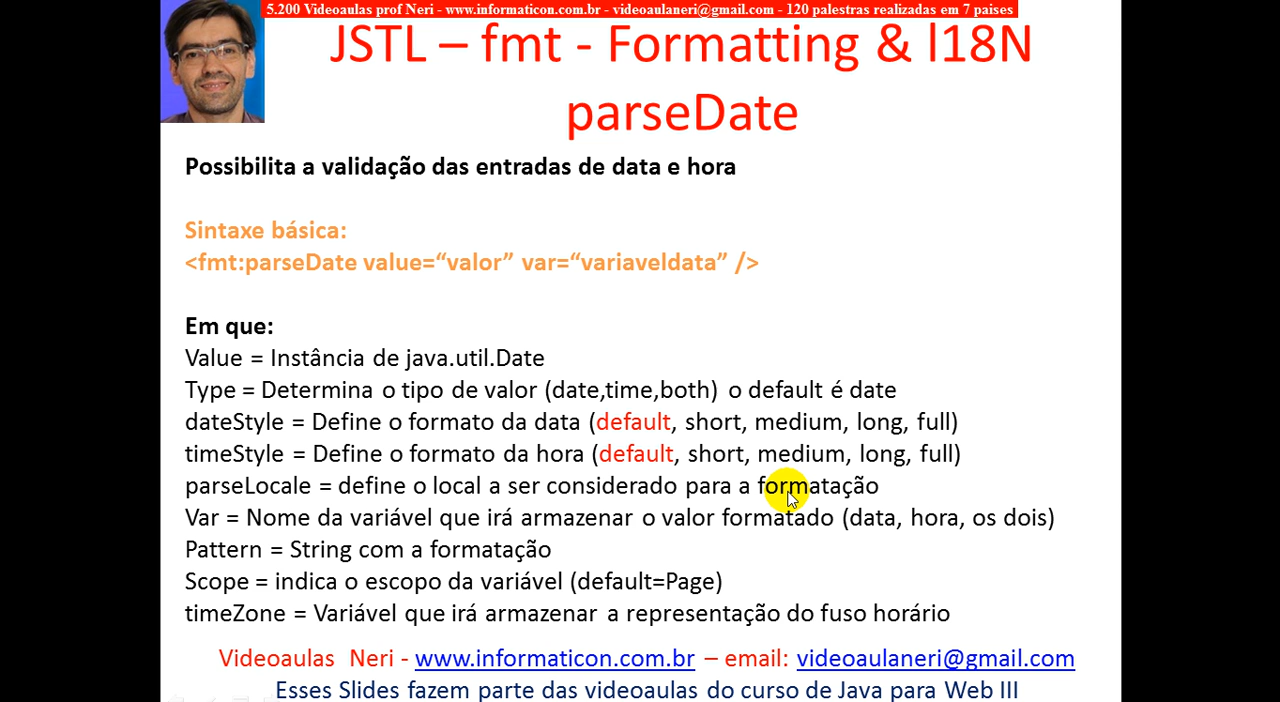 5.200 Videoaulas prof Neri - www.informaticon.com.br - videoaulaneri@gmail.com - 120 palestras realizadas em 7 paises
JSTL – fmt - Formatting & l18N
parseDate
Possibilita a validação das entradas de data e hora
Sintaxe básica:
<fmt:parseDate value=“valor” var=“variaveldata” />
Em que:
Value = Instância de java.util.Date
Type = Determina o tipo de valor (date,time,both) o default é date
dateStyle = Define o formato da data (default, short, medium, long, full)
timeStyle = Define o formato da hora (default, short, medium, long, full)
parseLocale = define o local a ser considerado para a formatação
Var = Nome da variável que irá armazenar o valor formatado (data, hora, os dois)
Pattern = String com a formatação
Scope = indica o escopo da variável (default=Page)
timeZone = Variável que irá armazenar a representação do fuso horário
Videoaulas Neri - www.informaticon.com.br – email: videoaulaneri@gmail.com
Esses Slides fazem parte das videoaulas do curso de Java para Web III